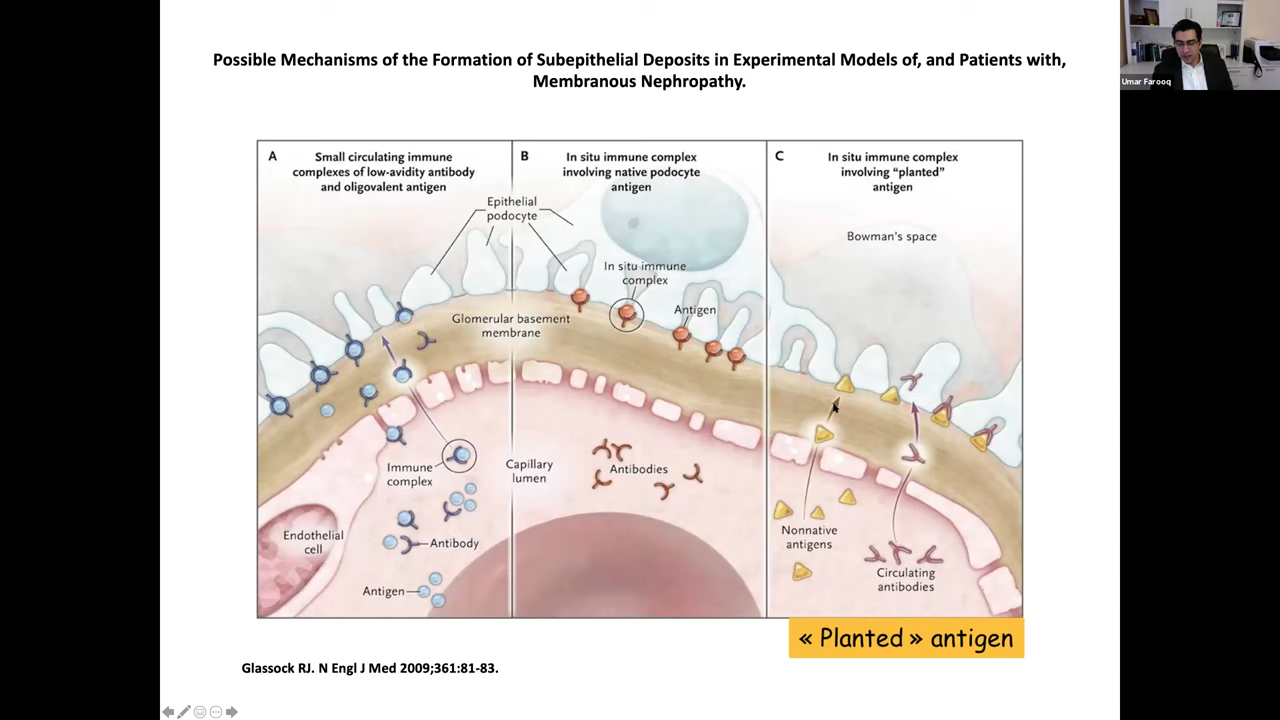 Possible Mechanisms of the Formation of Subepithelial Deposits in Experimental Models of, and Patients with,
Membranous Nephropathy.
Umar Farooq
A
Small circulating immune
complexes of low-avidity antibody
and oligovalent antigen
B
In situ immune complex
involving native podocyte
antigen
C
In situ immune complex
involving “planted”
antigen
Epithelial
podocyte
Bowman’s space
In situ immune
complex
Antigen
Glomerular basement
membrane
Immune
complex
Capillary
lumen
Antibodies
Endothelial
cell
Antibody
Antigen
Nonnative
antigens
Circulating
antibodies
« Planted » antigen
Glassock RJ. N Engl J Med 2009;361:81-83.